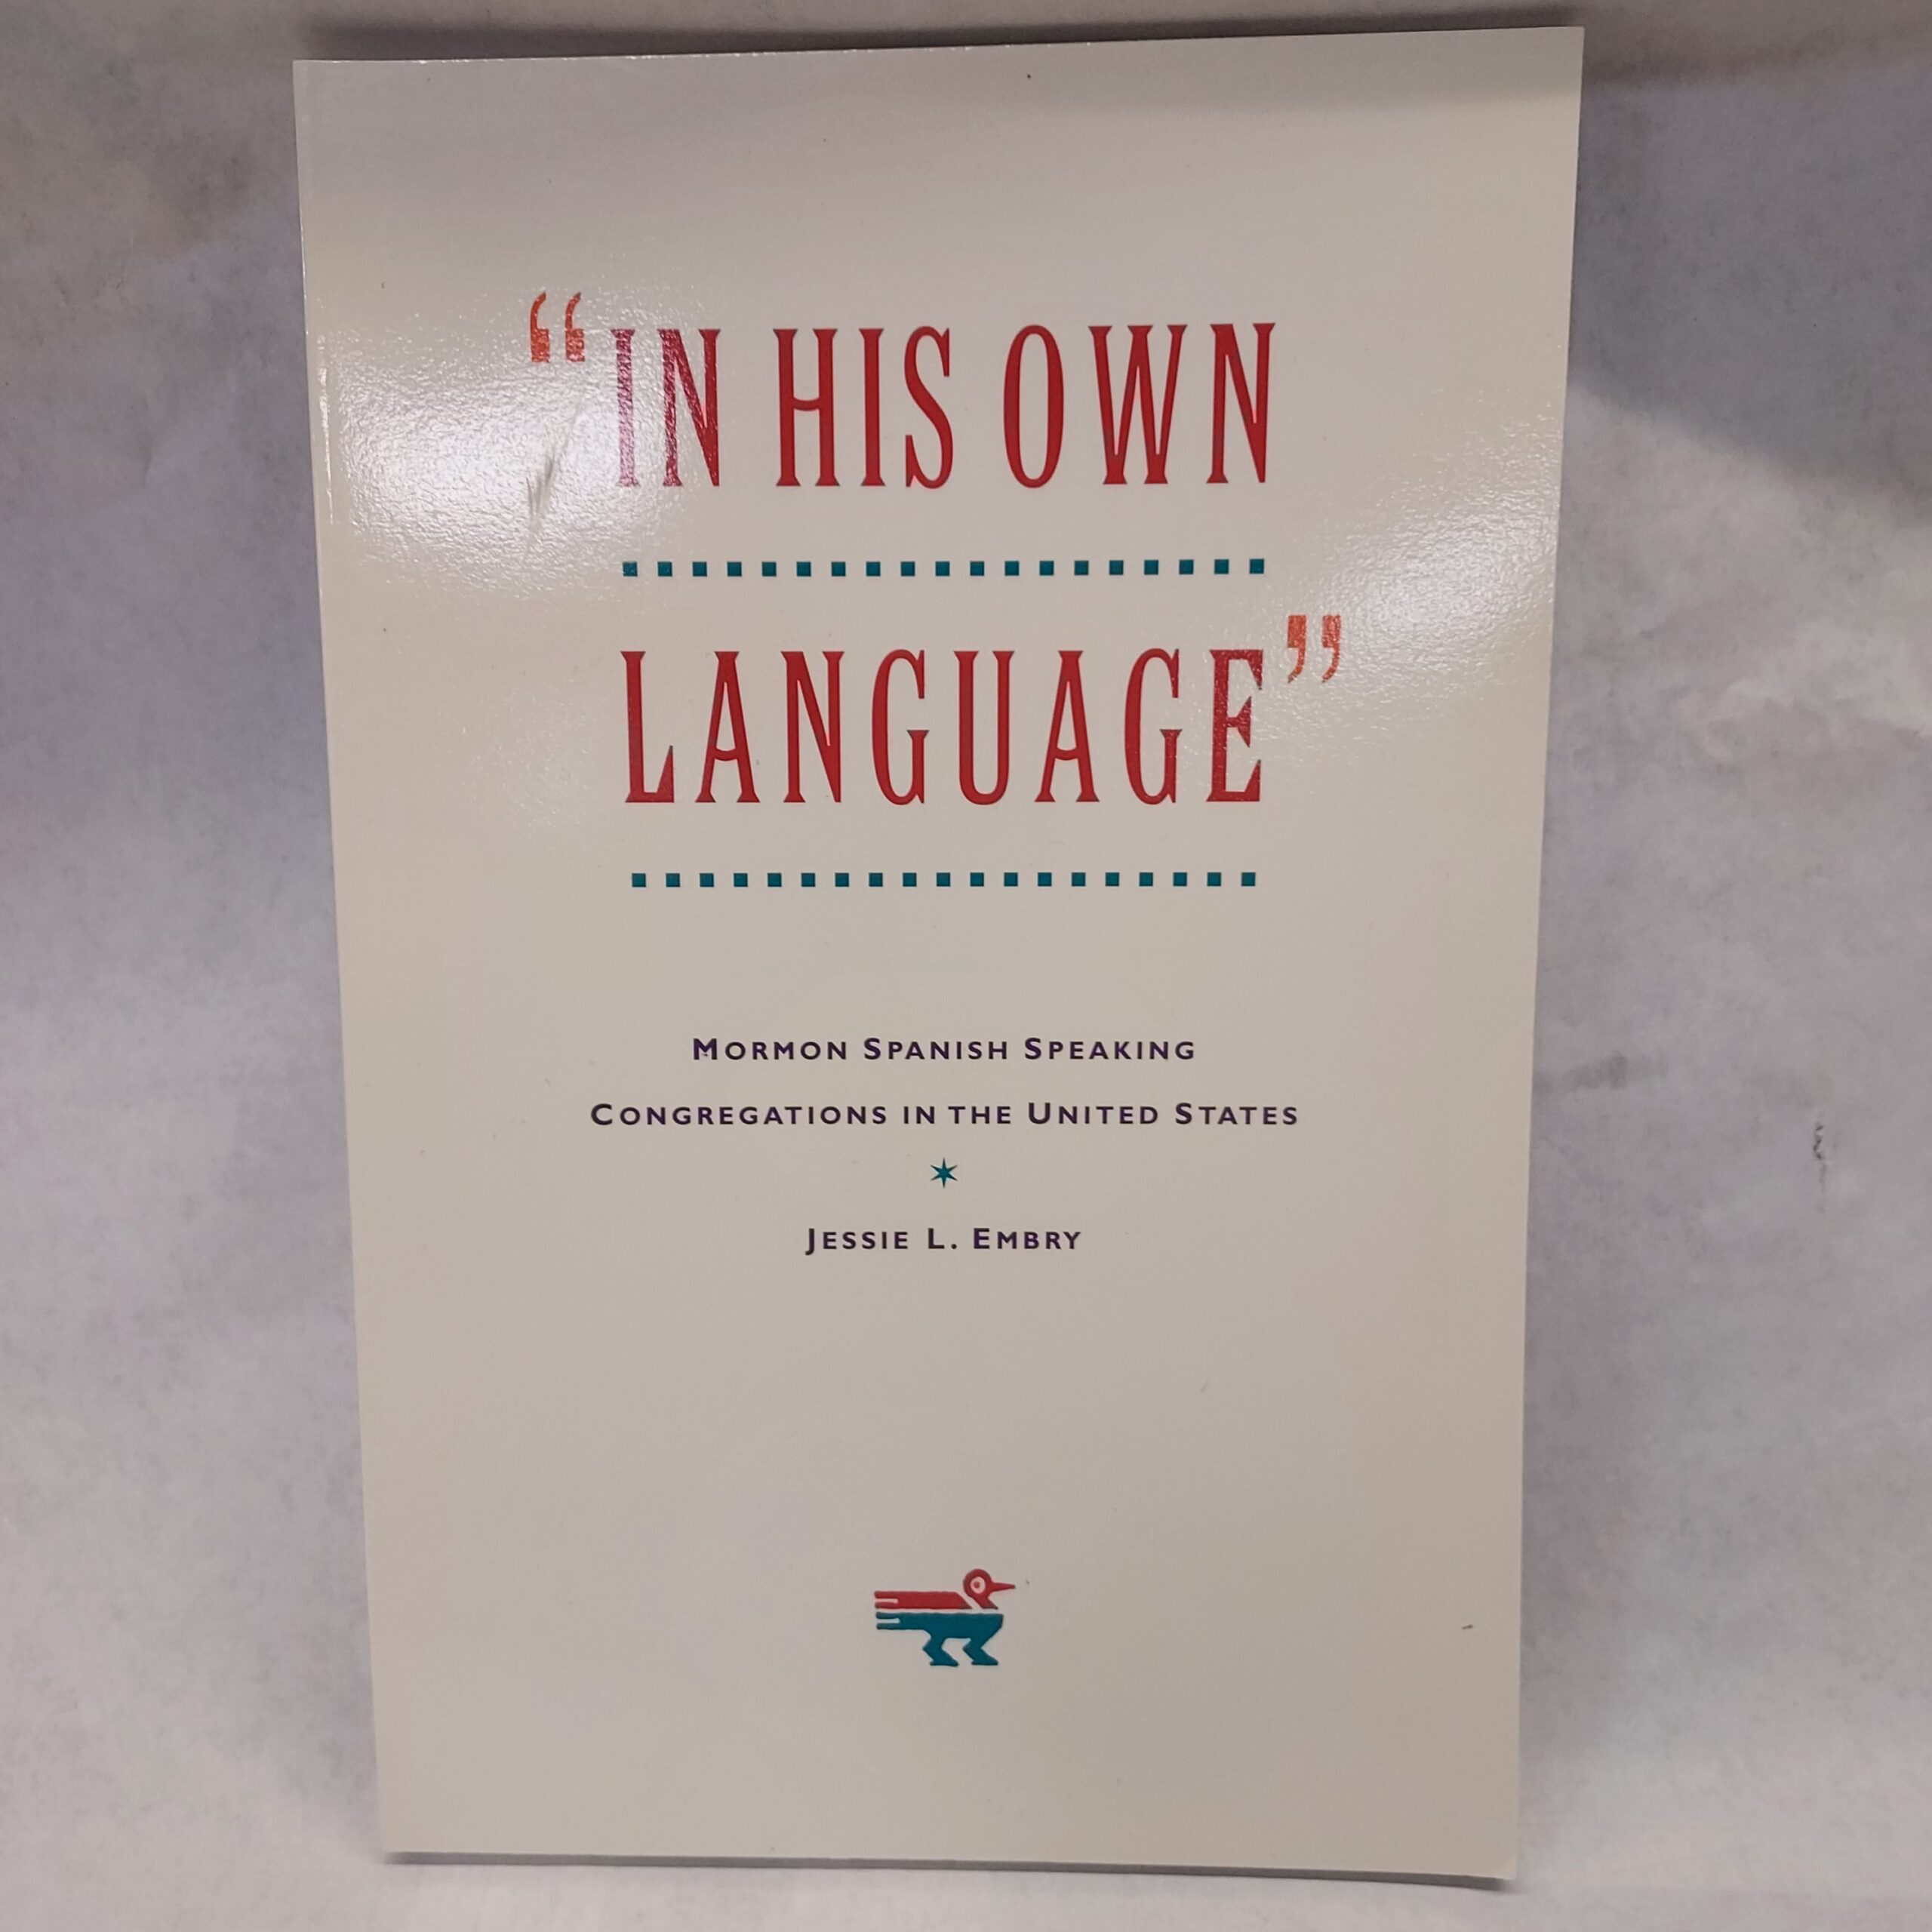 “IN HIS OWN
LANGUAGE”
MORMON SPANISH SPEAKING
CONGREGATIONS IN THE UNITED STATES
JESSIE L. EMBRY